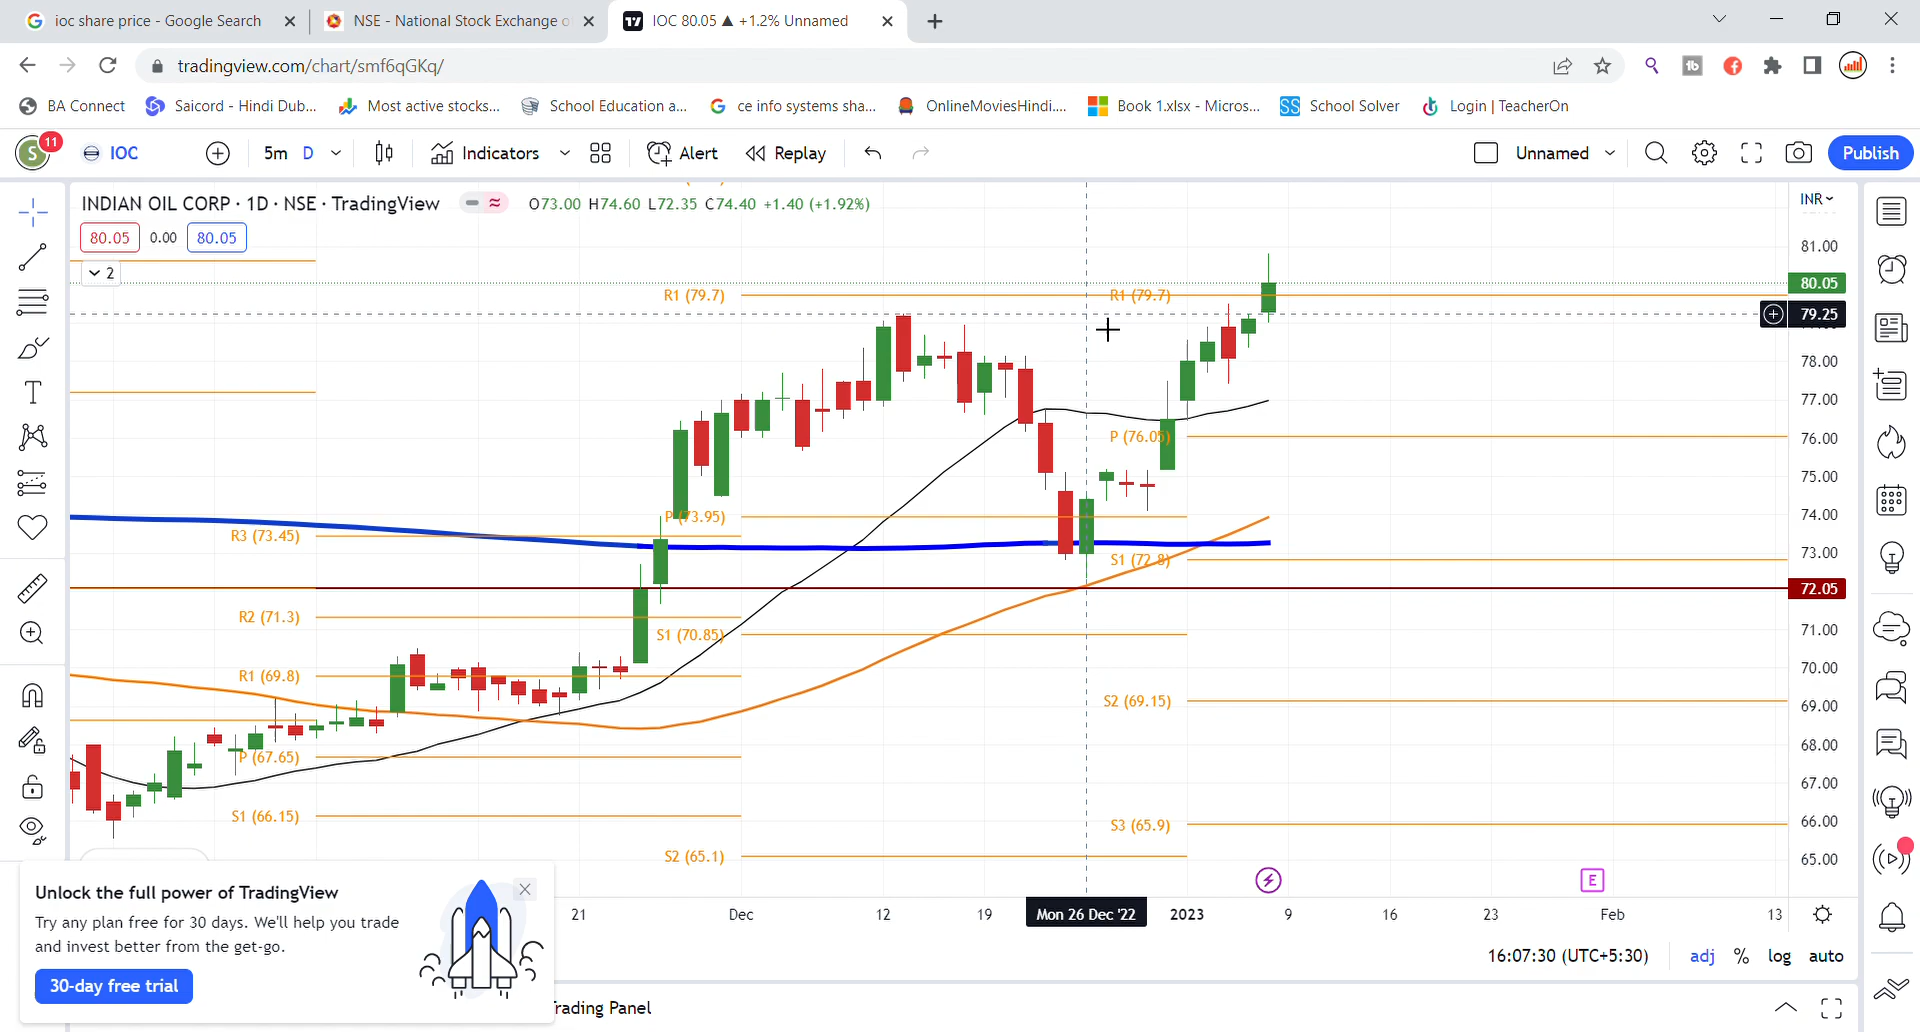 ioc share price - Google Search
NSE - National Stock Exchange o
IOC 80.05 ▲ +1.2% Unnamed
tradingview.com/chart/smf6qGKq/
BA Connect
Saicord - Hindi Dub...
Most active stocks...
School Education a...
ce info systems sha...
OnlineMoviesHindi....
Book 1.xlsx - Micros...
SS School Solver
Login | TeacherOn
S 11
IOC
5m D
Indicators
Alert
Replay
Unnamed
Publish
INDIAN OIL CORP · 1D · NSE · TradingView
O73.00 H74.60 L72.35 C74.40 +1.40 (+1.92%)
INR
80.05 0.00 80.05
2
81.00
80.05
79.25
78.00
77.00
76.00
75.00
74.00
73.00
72.05
71.00
70.00
69.00
68.00
67.00
66.00
65.00
R1 (79.7)
R1 (79.7)
P (76.05)
P (73.95)
R3 (73.45)
S1 (72.8)
R2 (71.3)
S1 (70.85)
R1 (69.8)
S2 (69.15)
P (67.65)
S1 (66.15)
S3 (65.9)
S2 (65.1)
E
21 Dec 12 19 Mon 26 Dec '22 2023 9 16 23 Feb 13
16:07:30 (UTC+5:30) adj % log auto
Unlock the full power of TradingView
Try any plan free for 30 days. We'll help you trade
and invest better from the get-go.
30-day free trial
rading Panel